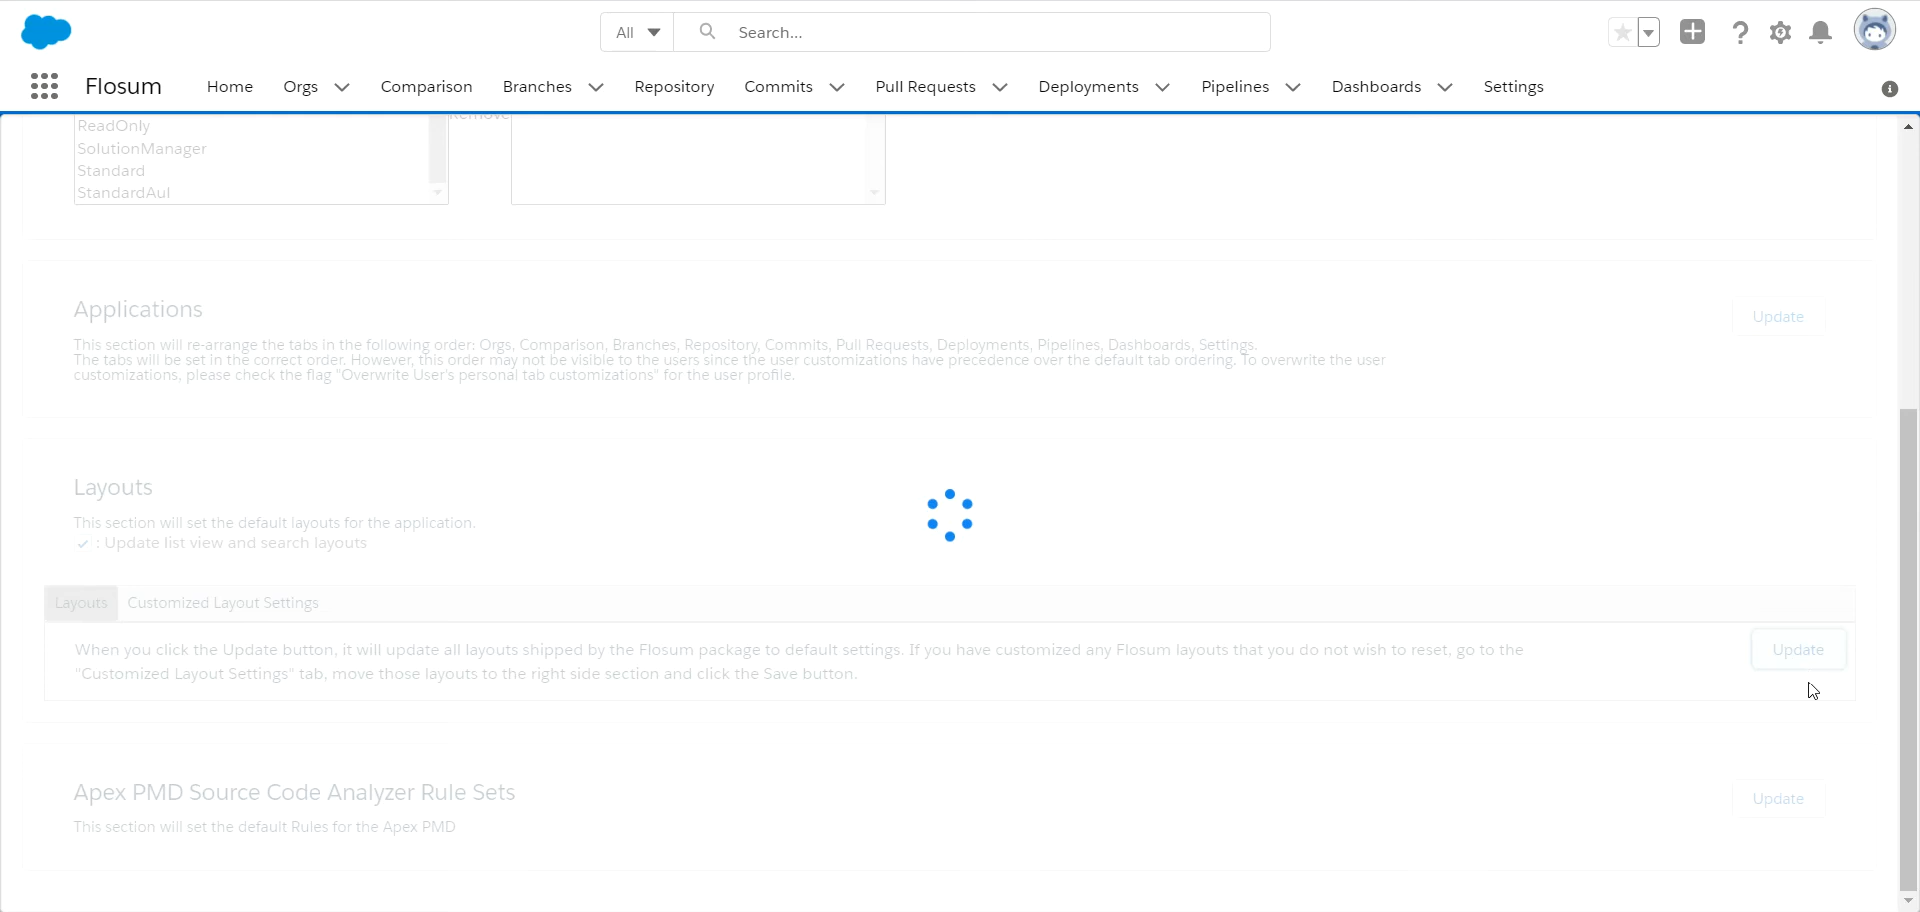 All
Search...
Flosum
Home
Orgs
Comparison
Branches
Repository
Commits
Pull Requests
Deployments
Pipelines
Dashboards
Settings
ReadOnly
Remove
SolutionManager
Standard
StandardAul
Applications
Update
This section will re-arrange the tabs in the following order: Orgs, Comparison, Branches, Repository, Commits, Pull Requests, Deployments, Pipelines, Dashboards, Settings.
The tabs will be set in the correct order. However, this order may not be visible to the users since the user customizations have precedence over the default tab ordering. To overwrite the user
customizations, please check the flag "Overwrite User's personal tab customizations" for the user profile.
Layouts
This section will set the default layouts for the application.
✓ : Update list view and search layouts
Layouts
Customized Layout Settings
When you click the Update button, it will update all layouts shipped by the Flosum package to default settings. If you have customized any Flosum layouts that you do not wish to reset, go to the
"Customized Layout Settings" tab, move those layouts to the right side section and click the Save button.
Update
Apex PMD Source Code Analyzer Rule Sets
Update
This section will set the default Rules for the Apex PMD